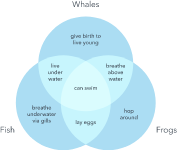 Whales
give birth to
live young
live
under
water
breathe
above
water
can swim
breathe
underwater
via gills
lay eggs
hop
around
Fish
Frogs